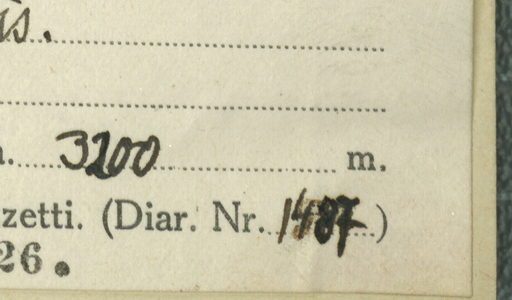 is.
3200 m.
zetti. (Diar. Nr. 1487)
26.